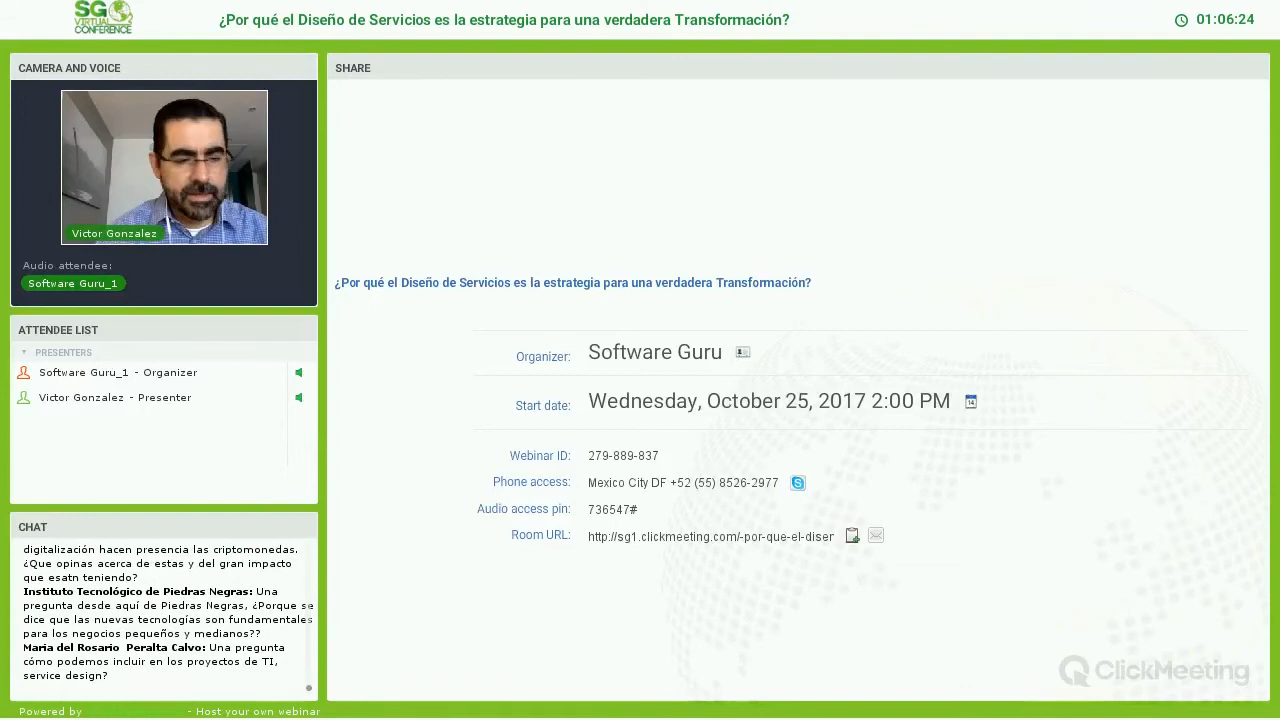 SG
VIRTUAL
CONFERENCE
¿Por qué el Diseño de Servicios es la estrategia para una verdadera Transformación?
01:06:24
CAMERA AND VOICE
Victor Gonzalez
Audio attendee:
Software Guru_1
ATTENDEE LIST
PRESENTERS
Software Guru_1 - Organizer
Victor Gonzalez - Presenter
CHAT
digitalización hacen presencia las criptomonedas.
¿Que opinas acerca de estas y del gran impacto
que esatn teniendo?
Instituto Tecnológico de Piedras Negras: Una
pregunta desde aquí de Piedras Negras, ¿Porque se
dice que las nuevas tecnologías son fundamentales
para los negocios pequeños y medianos??
Maria del Rosario Peralta Calvo: Una pregunta
cómo podemos incluir en los proyectos de TI,
service design?
Powered by - Host your own webinar
SHARE
¿Por qué el Diseño de Servicios es la estrategia para una verdadera Transformación?
Organizer: Software Guru
Start date: Wednesday, October 25, 2017 2:00 PM
14
Webinar ID: 279-889-837
Phone access: Mexico City DF +52 (55) 8526-2977
Audio access pin: 736547#
Room URL: http://sg1.clickmeeting.com/-por-que-el-diser
ClickMeeting